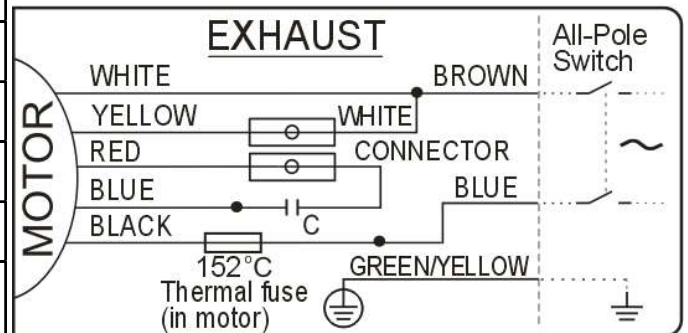 EXHAUST
All-Pole
Switch
WHITE
BROWN
YELLOW
WHITE
RED
CONNECTOR
BLUE
BLUE
C
BLACK
MOTOR
152°C
Thermal fuse
(in motor)
GREEN/YELLOW